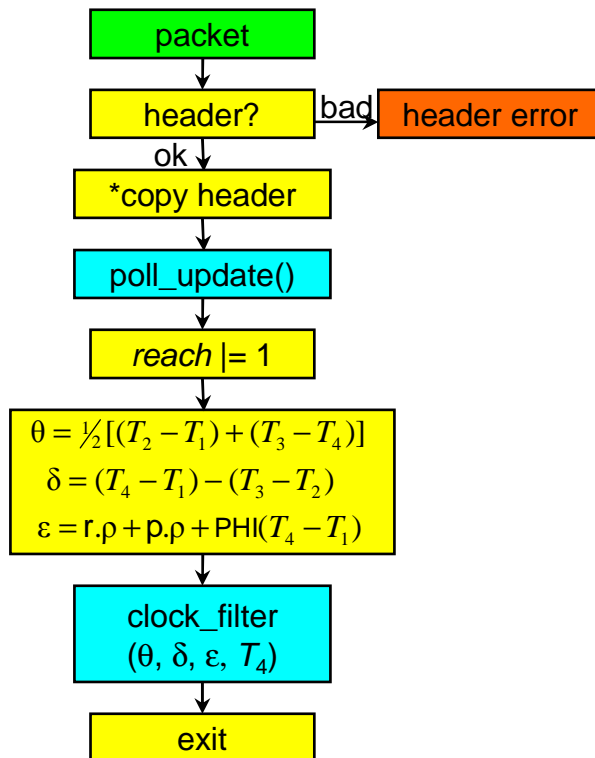 packet
header?
bad
header error
ok
*copy header
poll_update()
reach |= 1
θ = ½[(T₂ − T₁) + (T₃ − T₄)]
δ = (T₄ − T₁) − (T₃ − T₂)
ε = r.ρ + p.ρ + PHI(T₄ − T₁)
clock_filter
(θ, δ, ε, T₄)
exit